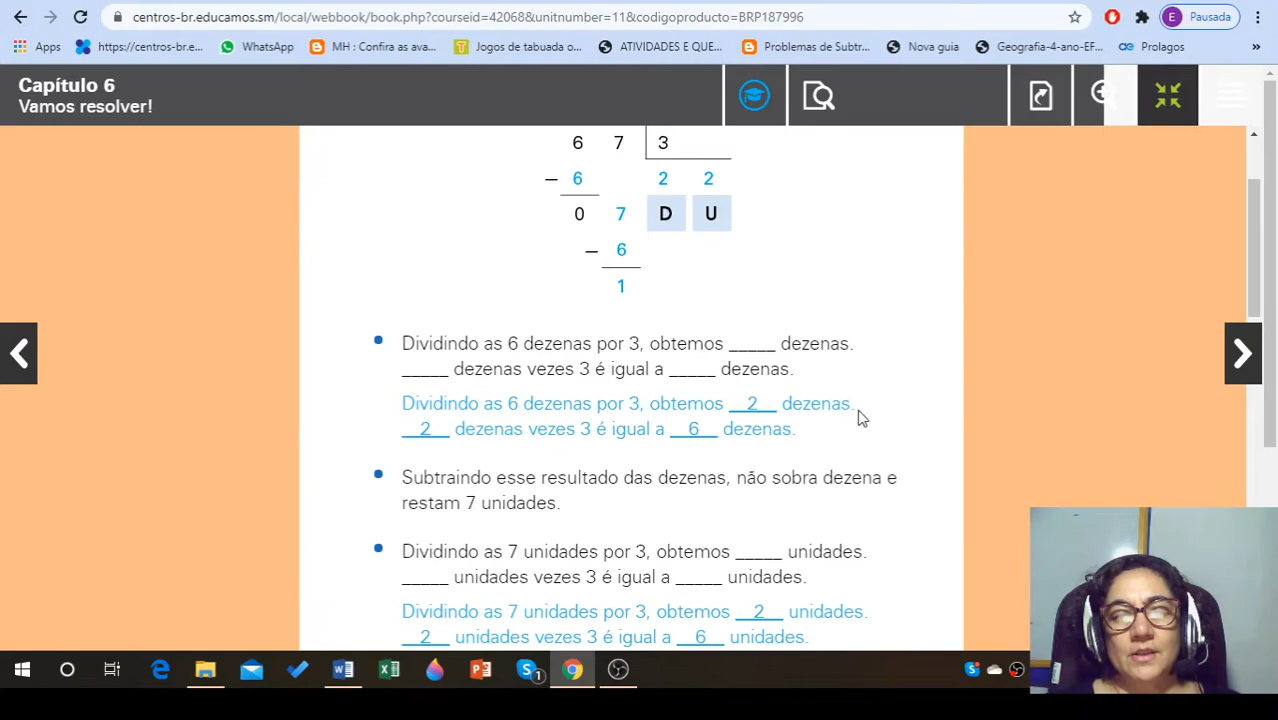 centros-br.educamos.sm/local/webbook/book.php?courseid=42068&unitnumber=11&codigoproducto=BRP187996
E Pausada
Apps https://centros-br.e... WhatsApp MH : Confira as ava... Jogos de tabuada o... ATIVIDADES E QUE... Problemas de Subtr... Nova guia Geografia-4-ano-EF... Prolagos »
Capítulo 6
Vamos resolver!
6 7 3
– 6 2 2
0 7 D U
– 6
1
• Dividindo as 6 dezenas por 3, obtemos _____ dezenas.
_____ dezenas vezes 3 é igual a _____ dezenas.
Dividindo as 6 dezenas por 3, obtemos __2__ dezenas.
__2__ dezenas vezes 3 é igual a __6__ dezenas.
• Subtraindo esse resultado das dezenas, não sobra dezena e
restam 7 unidades.
• Dividindo as 7 unidades por 3, obtemos _____ unidades.
_____ unidades vezes 3 é igual a _____ unidades.
Dividindo as 7 unidades por 3, obtemos __2__ unidades.
__2__ unidades vezes 3 é igual a __6__ unidades.
1